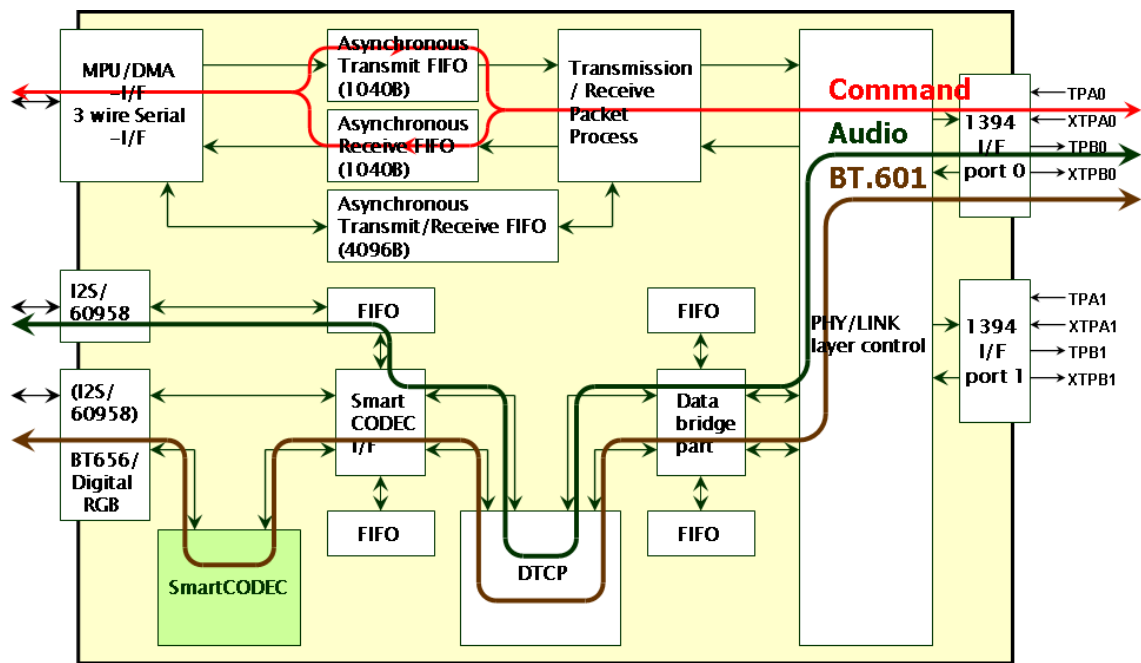 MPU/DMA
-I/F
3 wire Serial
-I/F
Asynchronous
Transmit FIFO
(1040B)
Asynchronous
Receive FIFO
(1040B)
Asynchronous
Transmit/Receive FIFO
(4096B)
Transmission
/ Receive
Packet
Process
Command
Audio
BT.601
1394
I/F
port 0
TPA0
XTPA0
TPB0
XTPB0
I2S/
60958
FIFO
FIFO
PHY/LINK
layer control
1394
I/F
port 1
TPA1
XTPA1
TPB1
XTPB1
(I2S/
60958)
BT656/
Digital
RGB
Smart
CODEC
I/F
Data
bridge
part
FIFO
FIFO
SmartCODEC
DTCP